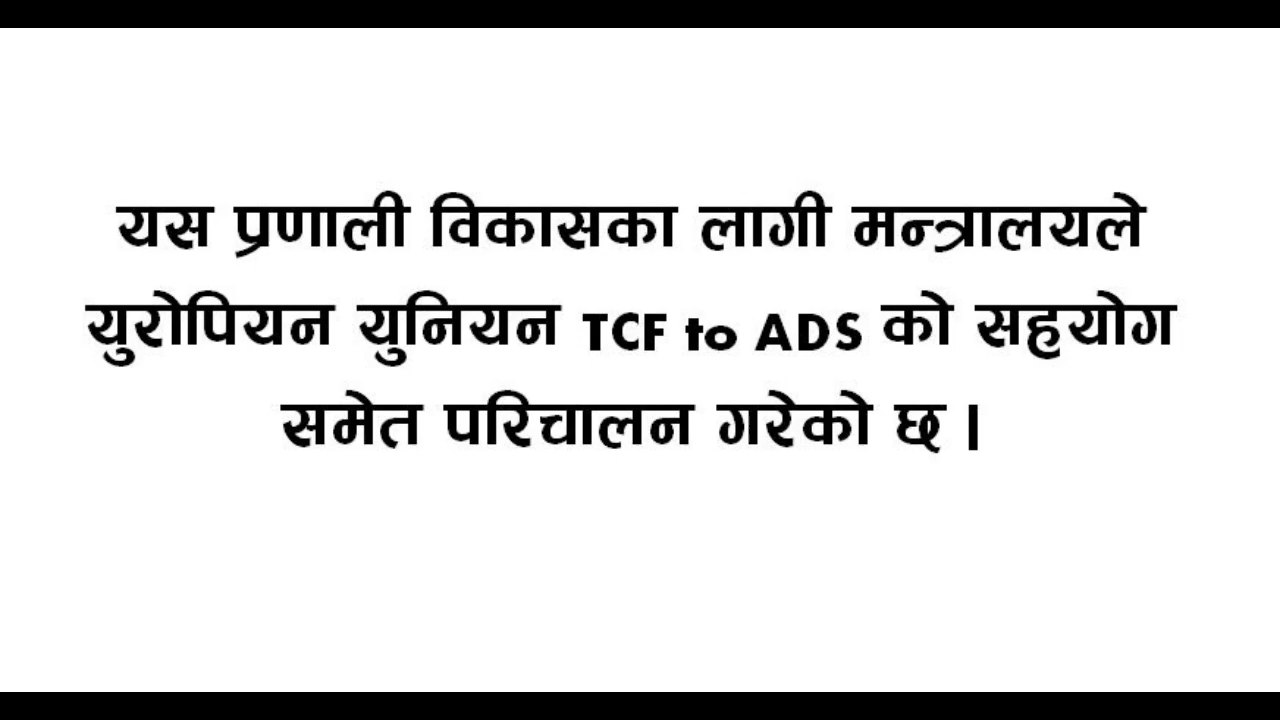 यस प्रणाली विकासका लागी मन्त्रालयले
युरोपियन युनियन TCF to ADS को सहयोग
समेत परिचालन गरेको छ ।